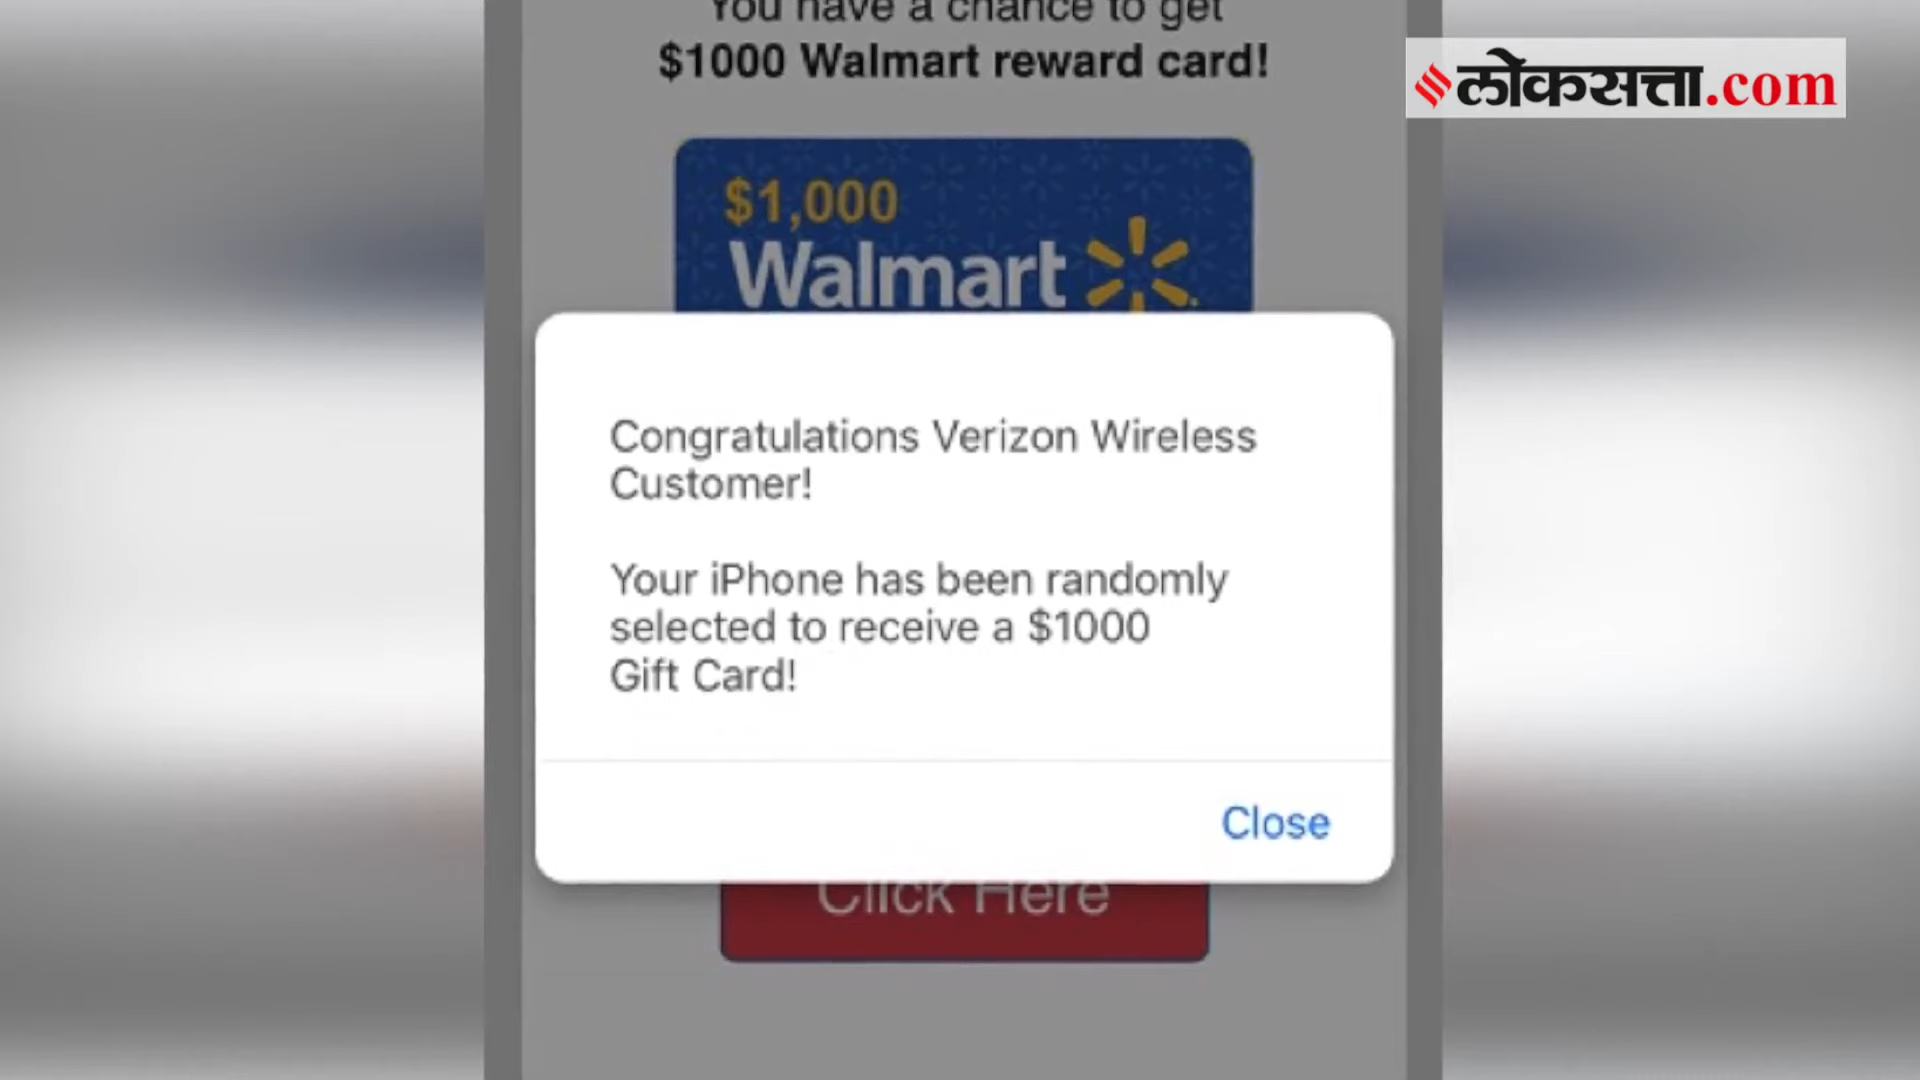 You have a chance to get
$1000 Walmart reward card!
लोकसत्ता.com
$1,000
Walmart
Congratulations Verizon Wireless
Customer!
Your iPhone has been randomly
selected to receive a $1000
Gift Card!
Close
Click Here